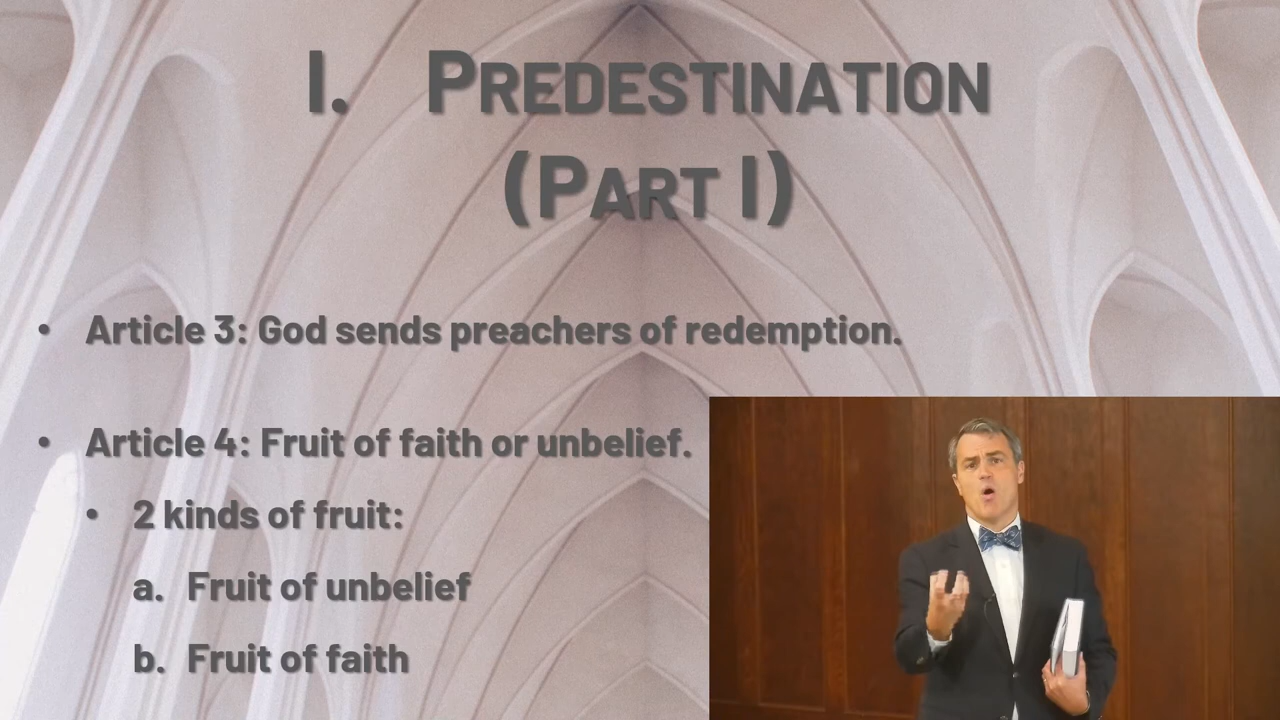 I. Predestination
(Part I)
• Article 3: God sends preachers of redemption.
• Article 4: Fruit of faith or unbelief.
• 2 kinds of fruit:
a. Fruit of unbelief
b. Fruit of faith